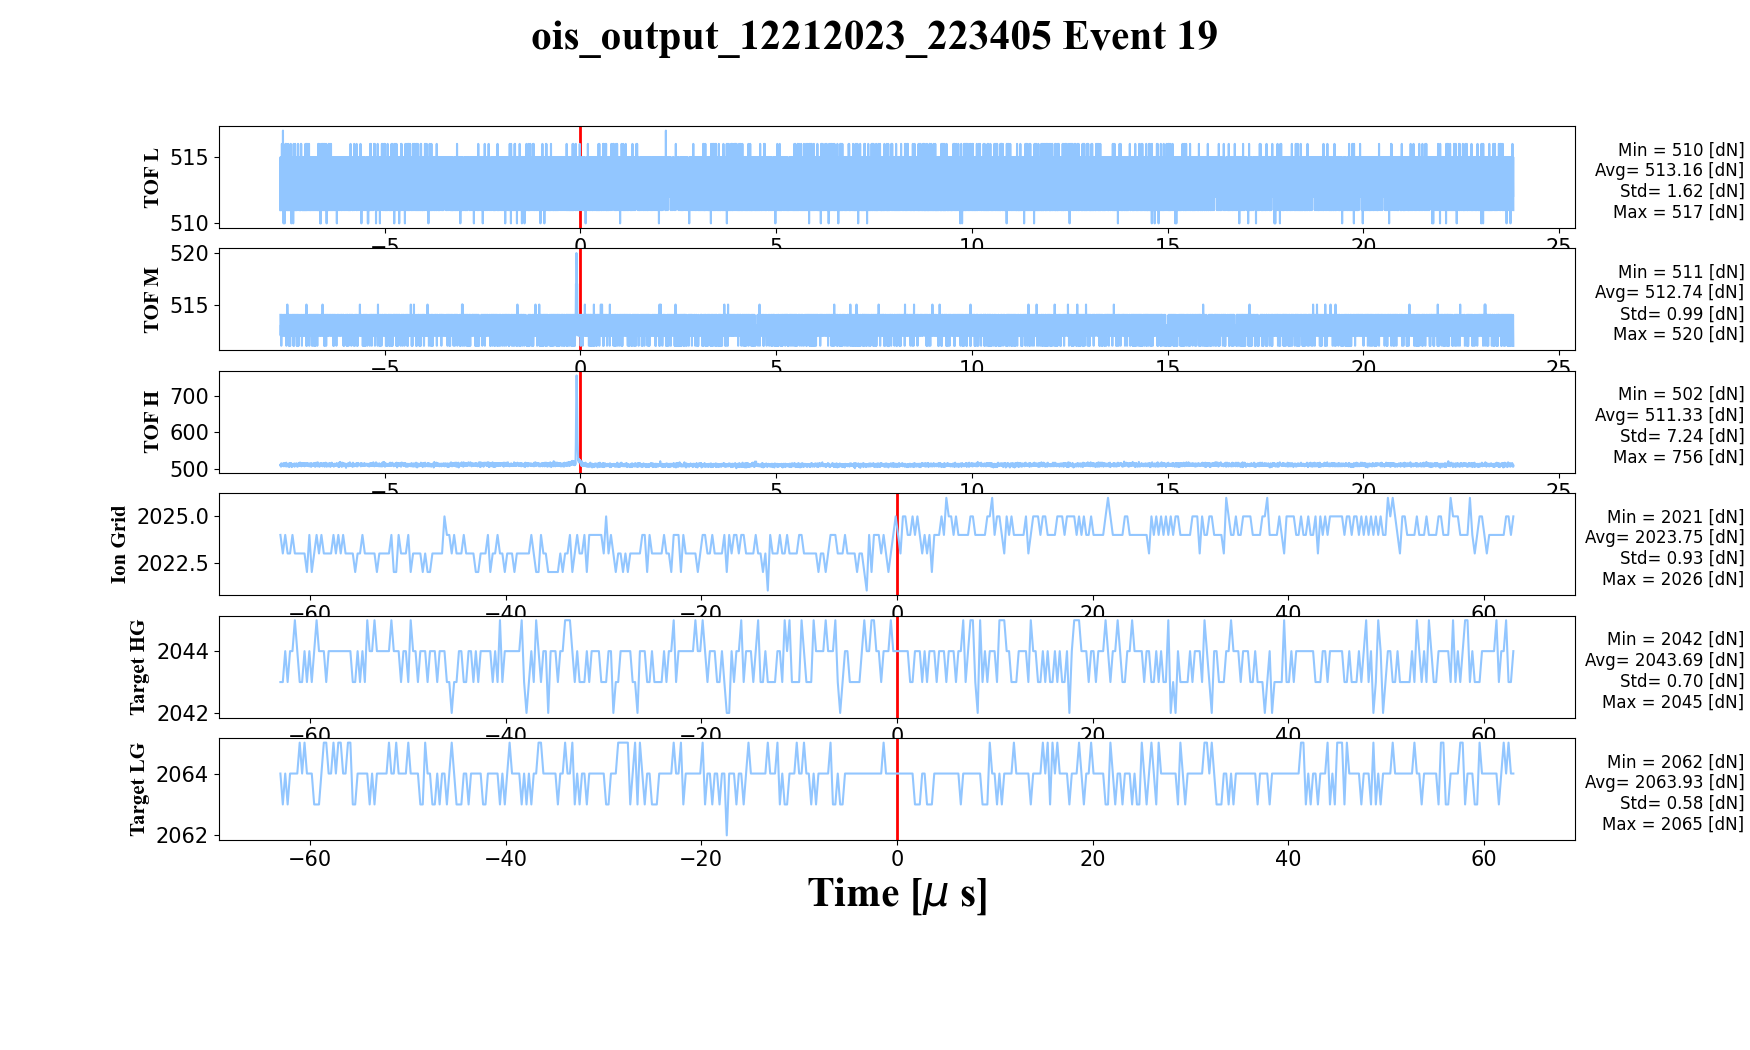 ois_output_12212023_223405 Event 19
TOF L
515
510
−5 0 5 10 15 20 25
Min = 510 [dN]
Avg= 513.16 [dN]
Std= 1.62 [dN]
Max = 517 [dN]
TOF M
520
515
−5 0 5 10 15 20 25
Min = 511 [dN]
Avg= 512.74 [dN]
Std= 0.99 [dN]
Max = 520 [dN]
TOF H
700
600
500
−5 0 5 10 15 20 25
Min = 502 [dN]
Avg= 511.33 [dN]
Std= 7.24 [dN]
Max = 756 [dN]
Ion Grid
2025.0
2022.5
−60 −40 −20 0 20 40 60
Min = 2021 [dN]
Avg= 2023.75 [dN]
Std= 0.93 [dN]
Max = 2026 [dN]
Target HG
2044
2042
−60 −40 −20 0 20 40 60
Min = 2042 [dN]
Avg= 2043.69 [dN]
Std= 0.70 [dN]
Max = 2045 [dN]
Target LG
2064
2062
−60 −40 −20 0 20 40 60
Min = 2062 [dN]
Avg= 2063.93 [dN]
Std= 0.58 [dN]
Max = 2065 [dN]
Time [μ s]